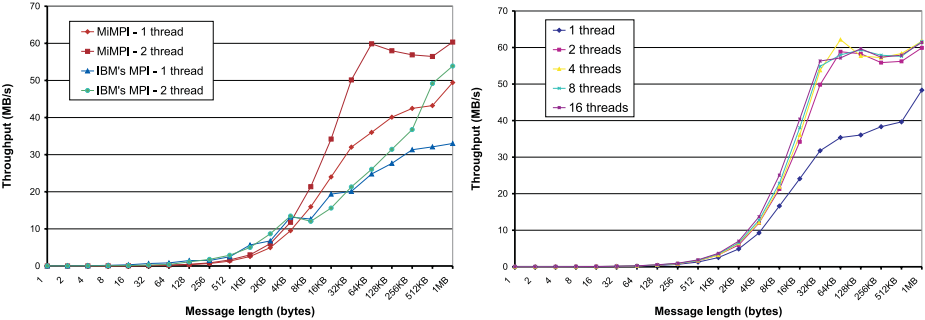 70
60
50
40
30
20
10
0
Throughput (MB/s)
MiMPI - 1 thread
MiMPI - 2 thread
IBM's MPI - 1 thread
IBM's MPI - 2 thread
1
2
4
8
16
32
64
128
256
512
1KB
2KB
4KB
8KB
16KB
32KB
64KB
128KB
256KB
512KB
1MB
Message length (bytes)
70
60
50
40
30
20
10
0
Throughput (MB/s)
1 thread
2 threads
4 threads
8 threads
16 threads
1
2
4
8
16
32
64
128
256
512
1KB
2KB
4KB
8KB
16KB
32KB
64KB
128KB
256KB
512KB
1MB
Message length (bytes)